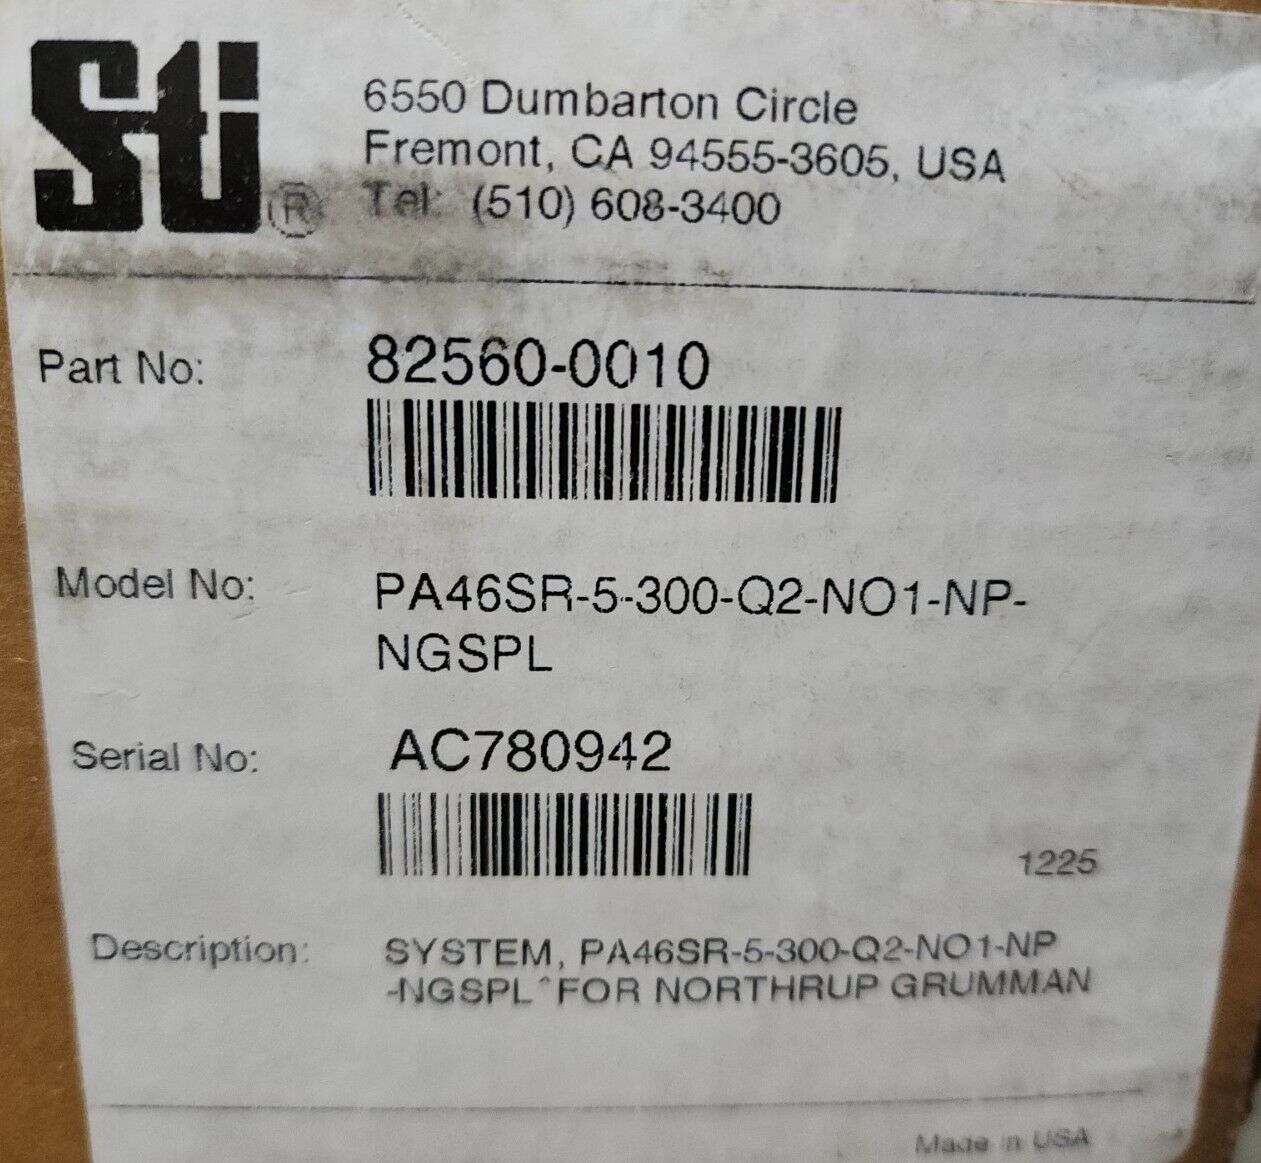 Sti ®
6550 Dumbarton Circle
Fremont, CA 94555-3605, USA
Tel: (510) 608-3400
Part No: 82560-0010
Model No: PA46SR-5-300-Q2-NO1-NP-
NGSPL
Serial No: AC780942
1225
Description: SYSTEM, PA46SR-5-300-Q2-NO1-NP
-NGSPL^FOR NORTHRUP GRUMMAN
Made in USA